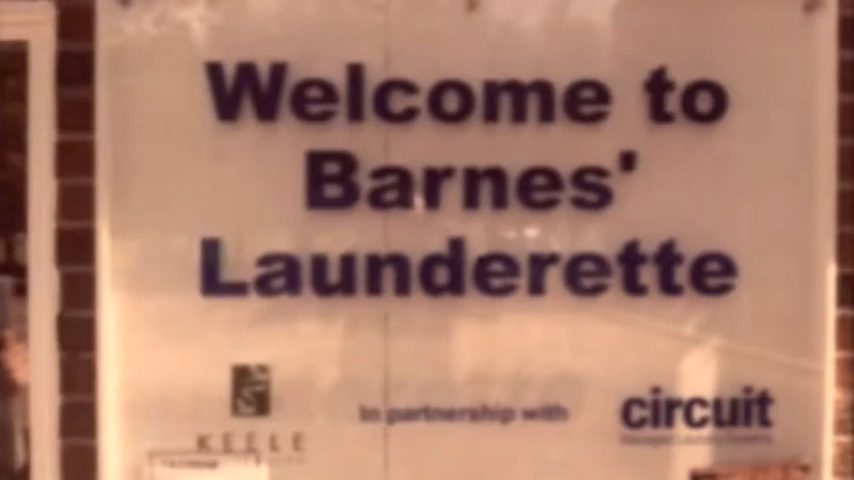 Welcome to
Barnes'
Launderette
KEELE
In partnership with
circuit